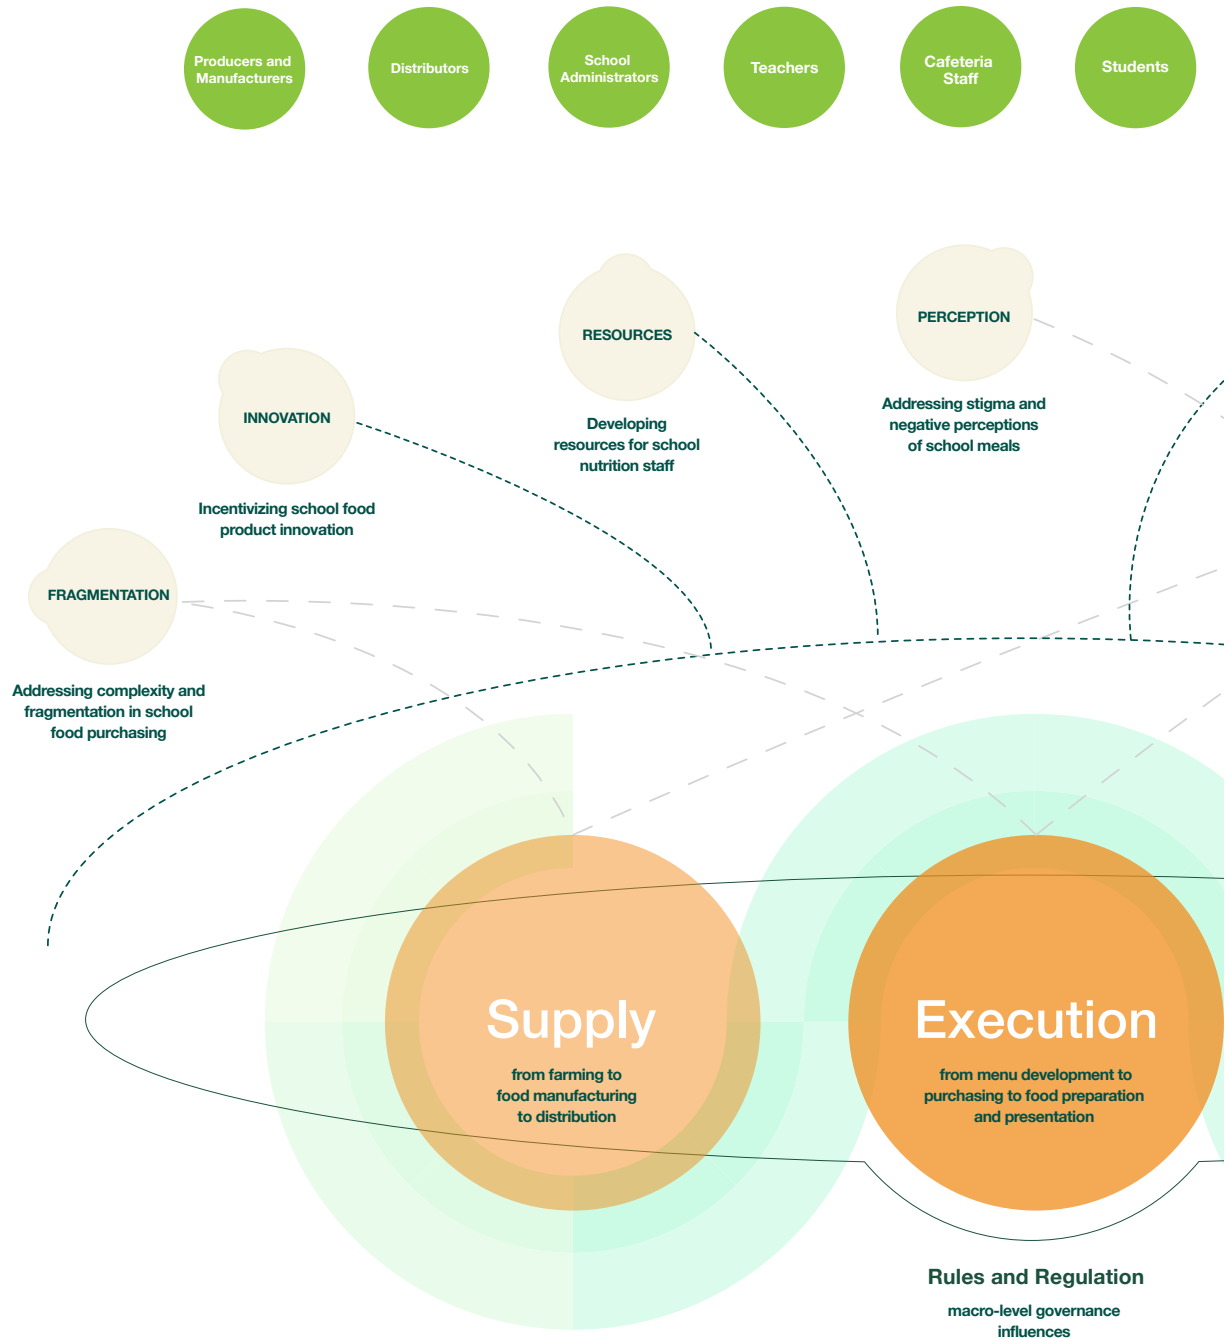 Producers and
Manufacturers
Distributors
School
Administrators
Teachers
Cafeteria
Staff
Students
PERCEPTION
Addressing stigma and
negative perceptions
of school meals
RESOURCES
Developing
resources for school
nutrition staff
INNOVATION
Incentivizing school food
product innovation
FRAGMENTATION
Addressing complexity and
fragmentation in school
food purchasing
Supply
from farming to
food manufacturing
to distribution
Execution
from menu development to
purchasing to food preparation
and presentation
Rules and Regulation
macro-level governance
influences